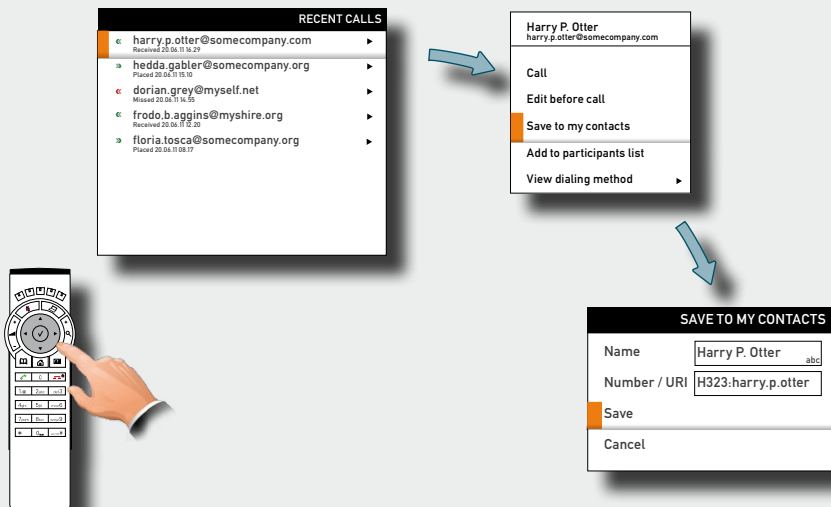 RECENT CALLS
harry.p.otter@somecompany.com
Received 20.06.11 16.29
hedda.gabler@somecompany.org
Placed 20.06.11 15.10
dorian.grey@myself.net
Missed 20.06.11 14.55
frodo,b.aggins@myshire.org
Received 20.06.11 12.20
floria.tosca@somecompany.org
Placed 20.06.11 08.17
Harry P. Otter
harry.p.otter@somecompany.com
Call
Edit before call
Save to my contacts
Add to participants list
View dialing method
SAVE TO MY CONTACTS
Name Harry P. Otter abc
Number / URI H323:harry.p.otter
Save
Cancel